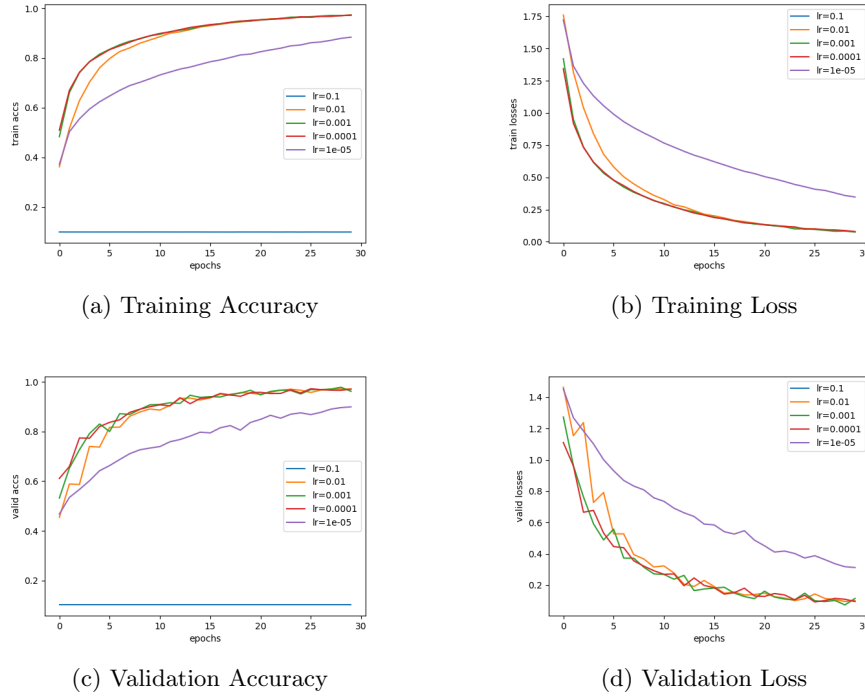 1.0
0.8
0.6
0.4
0.2
train accs
0 5 10 15 20 25 30
epochs
lr=0.1
lr=0.01
lr=0.001
lr=0.0001
lr=1e-05
(a) Training Accuracy
1.75
1.50
1.25
1.00
0.75
0.50
0.25
0.00
train losses
0 5 10 15 20 25 30
epochs
lr=0.1
lr=0.01
lr=0.001
lr=0.0001
lr=1e-05
(b) Training Loss
1.0
0.8
0.6
0.4
0.2
valid accs
0 5 10 15 20 25 30
epochs
lr=0.1
lr=0.01
lr=0.001
lr=0.0001
lr=1e-05
(c) Validation Accuracy
1.4
1.2
1.0
0.8
0.6
0.4
0.2
valid losses
0 5 10 15 20 25 30
epochs
lr=0.1
lr=0.01
lr=0.001
lr=0.0001
lr=1e-05
(d) Validation Loss